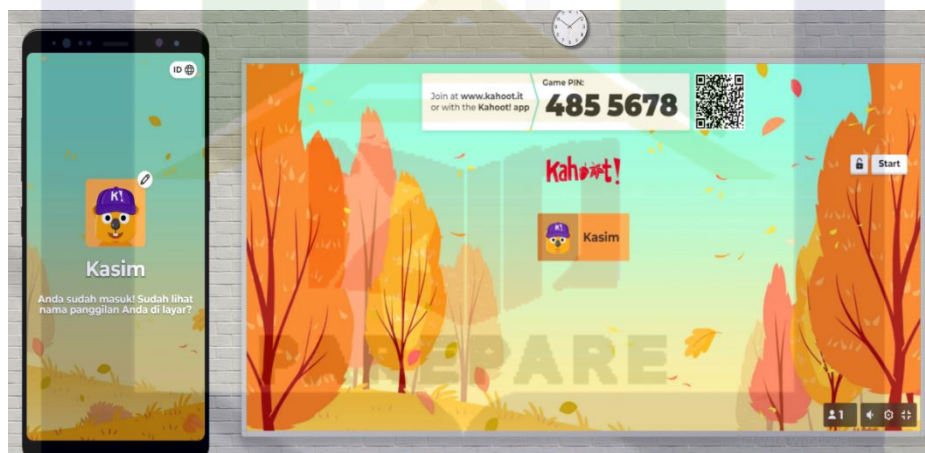 ID
K!
Kasim
Anda sudah masuk! Sudah lihat
nama panggilan Anda di layar?
Join at www.kahoot.it
or with the Kahoot! app
Game PIN:
485 5678
Kahoot!
Start
K!
Kasim
PAREPARE
1